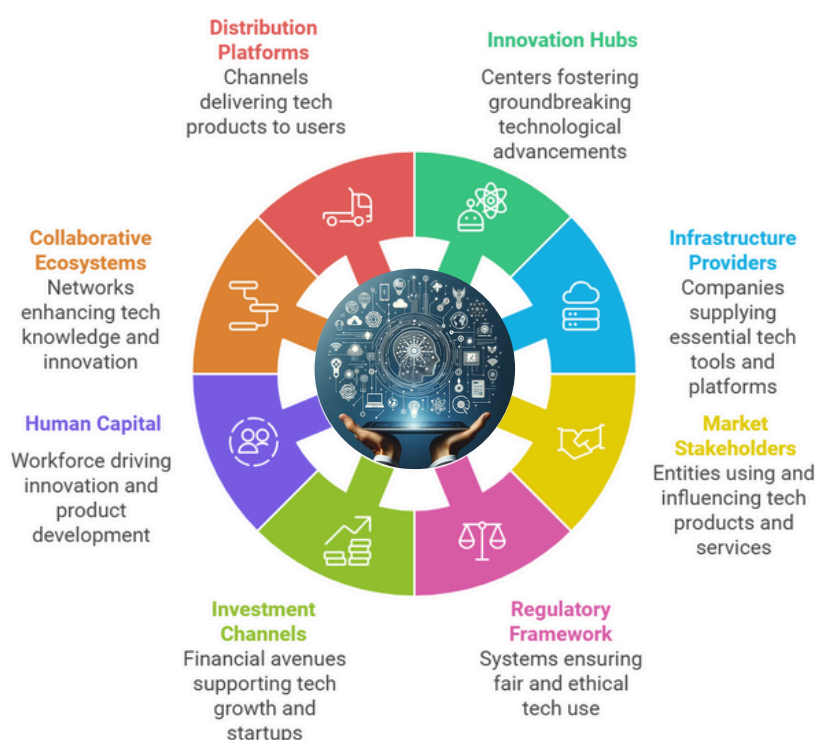 Distribution
Platforms
Channels
delivering tech
products to users
Innovation Hubs
Centers fostering
groundbreaking
technological
advancements
Infrastructure
Providers
Companies
supplying
essential tech
tools and
platforms
Market
Stakeholders
Entities using and
influencing tech
products and
services
Regulatory
Framework
Systems ensuring
fair and ethical
tech use
Investment
Channels
Financial avenues
supporting tech
growth and
startups
Human Capital
Workforce driving
innovation and
product
development
Collaborative
Ecosystems
Networks
enhancing tech
knowledge and
innovation